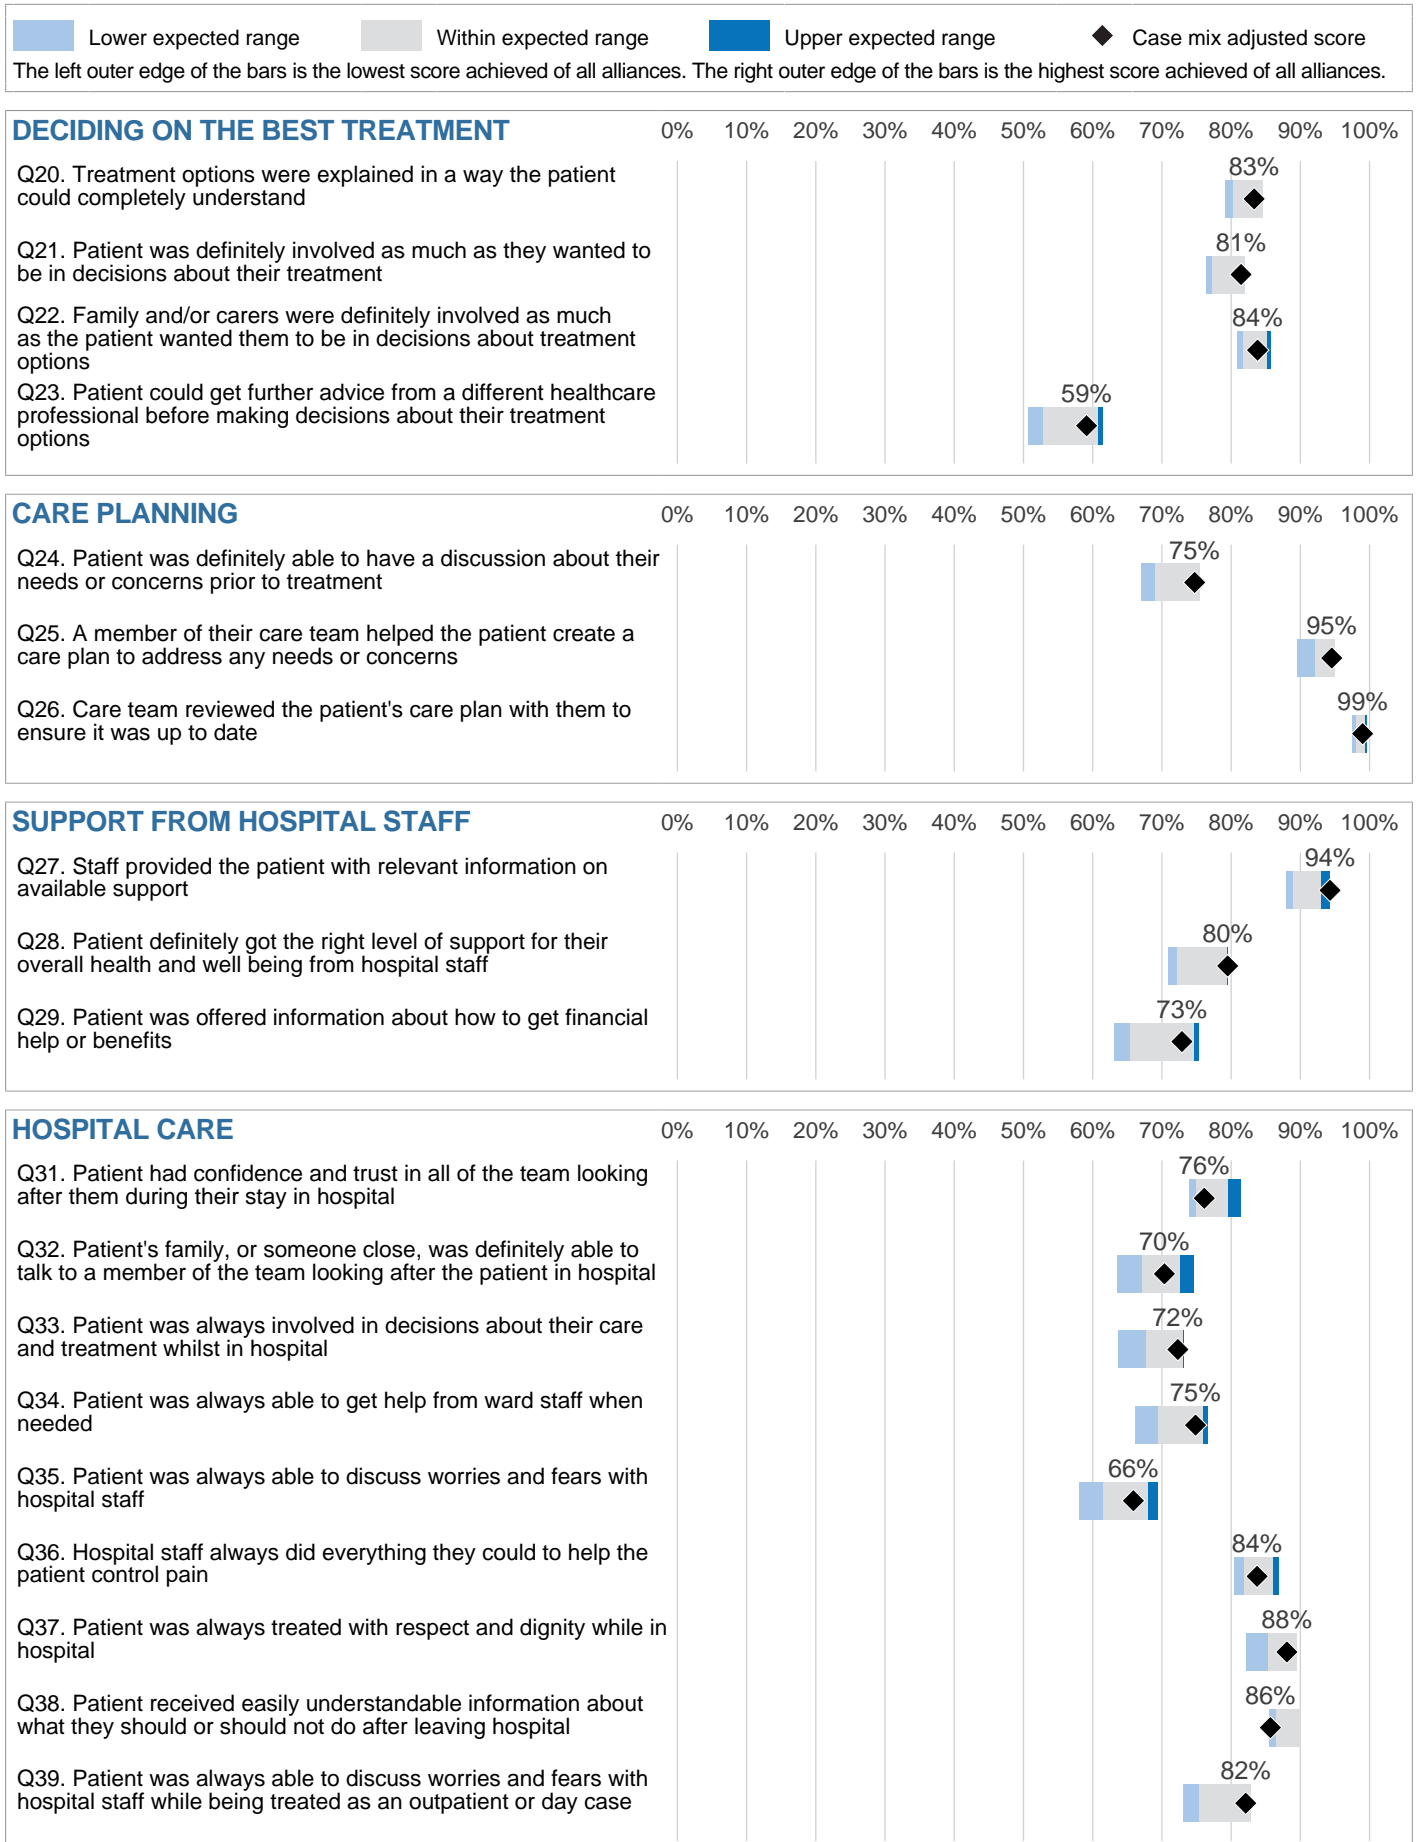 Lower expected range Within expected range Upper expected range Case mix adjusted score
The left outer edge of the bars is the lowest score achieved of all alliances. The right outer edge of the bars is the highest score achieved of all alliances.
DECIDING ON THE BEST TREATMENT 0% 10% 20% 30% 40% 50% 60% 70% 80% 90% 100%
Q20. Treatment options were explained in a way the patient
could completely understand
83%
Q21. Patient was definitely involved as much as they wanted to
be in decisions about their treatment
81%
Q22. Family and/or carers were definitely involved as much
as the patient wanted them to be in decisions about treatment
options
84%
Q23. Patient could get further advice from a different healthcare
professional before making decisions about their treatment
options
59%
CARE PLANNING 0% 10% 20% 30% 40% 50% 60% 70% 80% 90% 100%
Q24. Patient was definitely able to have a discussion about their
needs or concerns prior to treatment
75%
Q25. A member of their care team helped the patient create a
care plan to address any needs or concerns
95%
Q26. Care team reviewed the patient's care plan with them to
ensure it was up to date
99%
SUPPORT FROM HOSPITAL STAFF 0% 10% 20% 30% 40% 50% 60% 70% 80% 90% 100%
Q27. Staff provided the patient with relevant information on
available support
94%
Q28. Patient definitely got the right level of support for their
overall health and well being from hospital staff
80%
Q29. Patient was offered information about how to get financial
help or benefits
73%
HOSPITAL CARE 0% 10% 20% 30% 40% 50% 60% 70% 80% 90% 100%
Q31. Patient had confidence and trust in all of the team looking
after them during their stay in hospital
76%
Q32. Patient's family, or someone close, was definitely able to
talk to a member of the team looking after the patient in hospital
70%
Q33. Patient was always involved in decisions about their care
and treatment whilst in hospital
72%
Q34. Patient was always able to get help from ward staff when
needed
75%
Q35. Patient was always able to discuss worries and fears with
hospital staff
66%
Q36. Hospital staff always did everything they could to help the
patient control pain
84%
Q37. Patient was always treated with respect and dignity while in
hospital
88%
Q38. Patient received easily understandable information about
what they should or should not do after leaving hospital
86%
Q39. Patient was always able to discuss worries and fears with
hospital staff while being treated as an outpatient or day case
82%